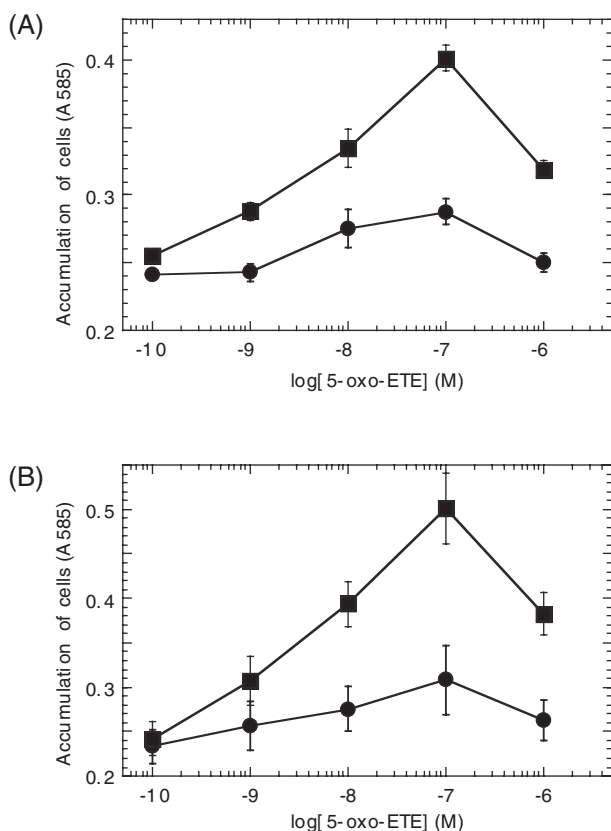 (A)
Accumulation of cells (A 585)
0.4
0.3
0.2
-10 -9 -8 -7 -6
log[5-oxo-ETE] (M)
(B)
Accumulation of cells (A 585)
0.5
0.4
0.3
0.2
-10 -9 -8 -7 -6
log[5-oxo-ETE] (M)